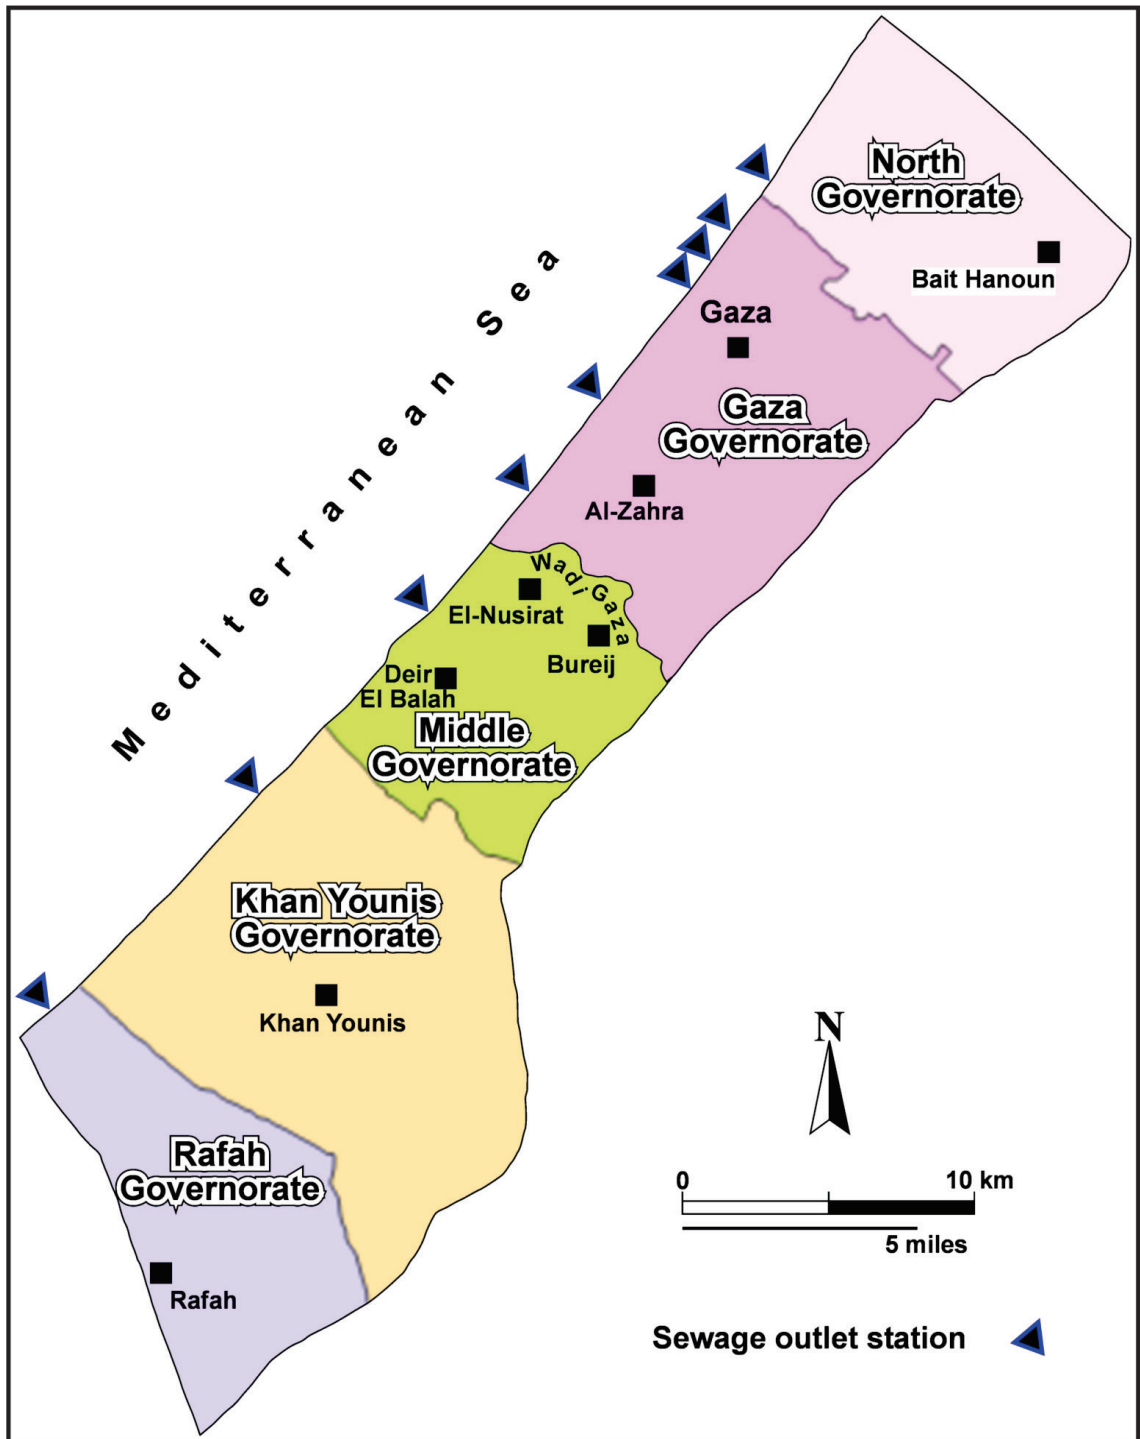 North
Governorate
Bait Hanoun
Mediterranean Sea
Gaza
Gaza
Governorate
Al-Zahra
Wadi Gaza
El-Nusirat
Bureij
Deir
El Balah
Middle
Governorate
Khan Younis
Governorate
Khan Younis
N
Rafah
Governorate
0 10 km
5 miles
Rafah
Sewage outlet station